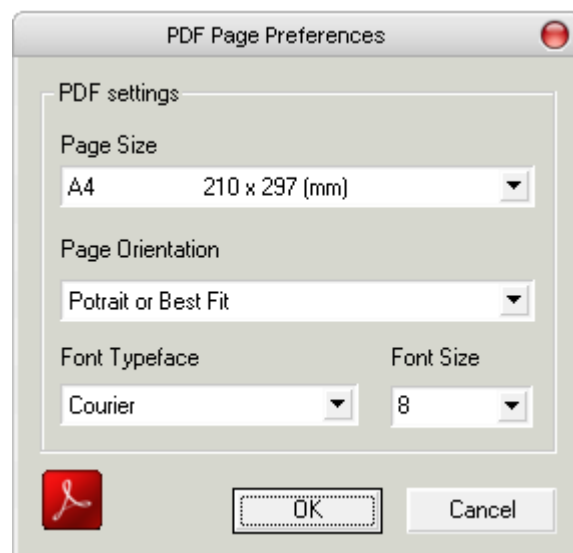 PDF Page Preferences
PDF settings
Page Size
A4 210 x 297 (mm)
Page Orientation
Potrait or Best Fit
Font Typeface Font Size
Courier 8
OK Cancel